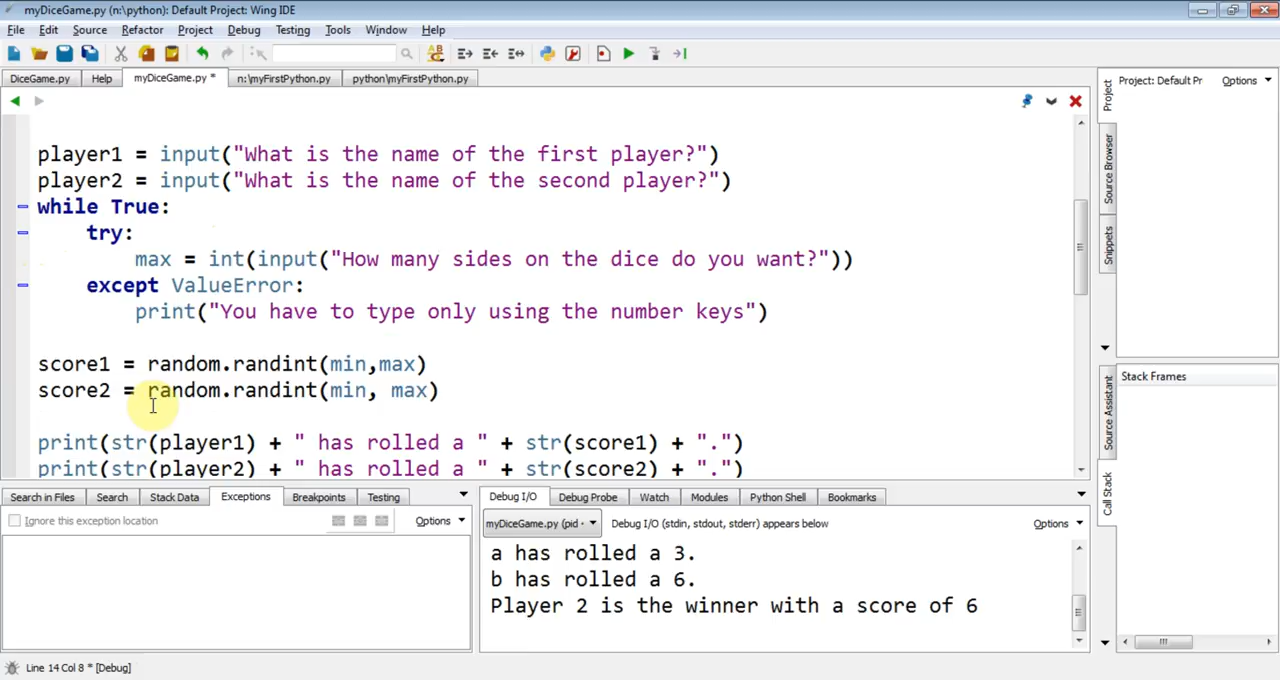 myDiceGame.py (n:\python): Default Project: Wing IDE
File Edit Source Refactor Project Debug Testing Tools Window Help
DiceGame.py Help myDiceGame.py * n:\myFirstPython.py python\myFirstPython.py
player1 = input("What is the name of the first player?")
player2 = input("What is the name of the second player?")
while True:
try:
max = int(input("How many sides on the dice do you want?"))
except ValueError:
print("You have to type only using the number keys")
score1 = random.randint(min,max)
score2 = random.randint(min, max)
print(str(player1) + " has rolled a " + str(score1) + ".")
print(str(player2) + " has rolled a " + str(score2) + ".")
Project
Source Browser
Snippets
Project: Default Pr Options
Source Assistant
Call Stack
Stack Frames
Search in Files Search Stack Data Exceptions Breakpoints Testing
Ignore this exception location Options
Debug I/O Debug Probe Watch Modules Python Shell Bookmarks
myDiceGame.py (pid Debug I/O (stdin, stdout, stderr) appears below Options
a has rolled a 3.
b has rolled a 6.
Player 2 is the winner with a score of 6
Line 14 Col 8 * [Debug]